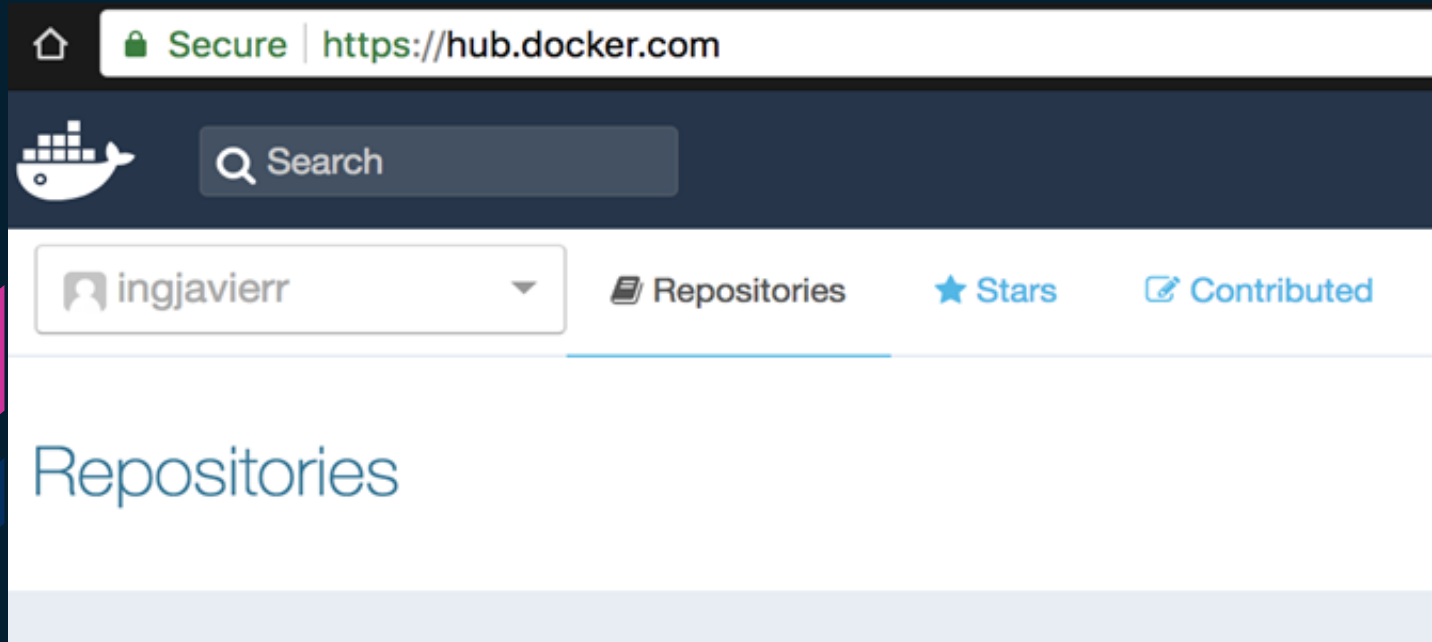 Secure https://hub.docker.com
Search
ingjavierr Repositories Stars Contributed
Repositories